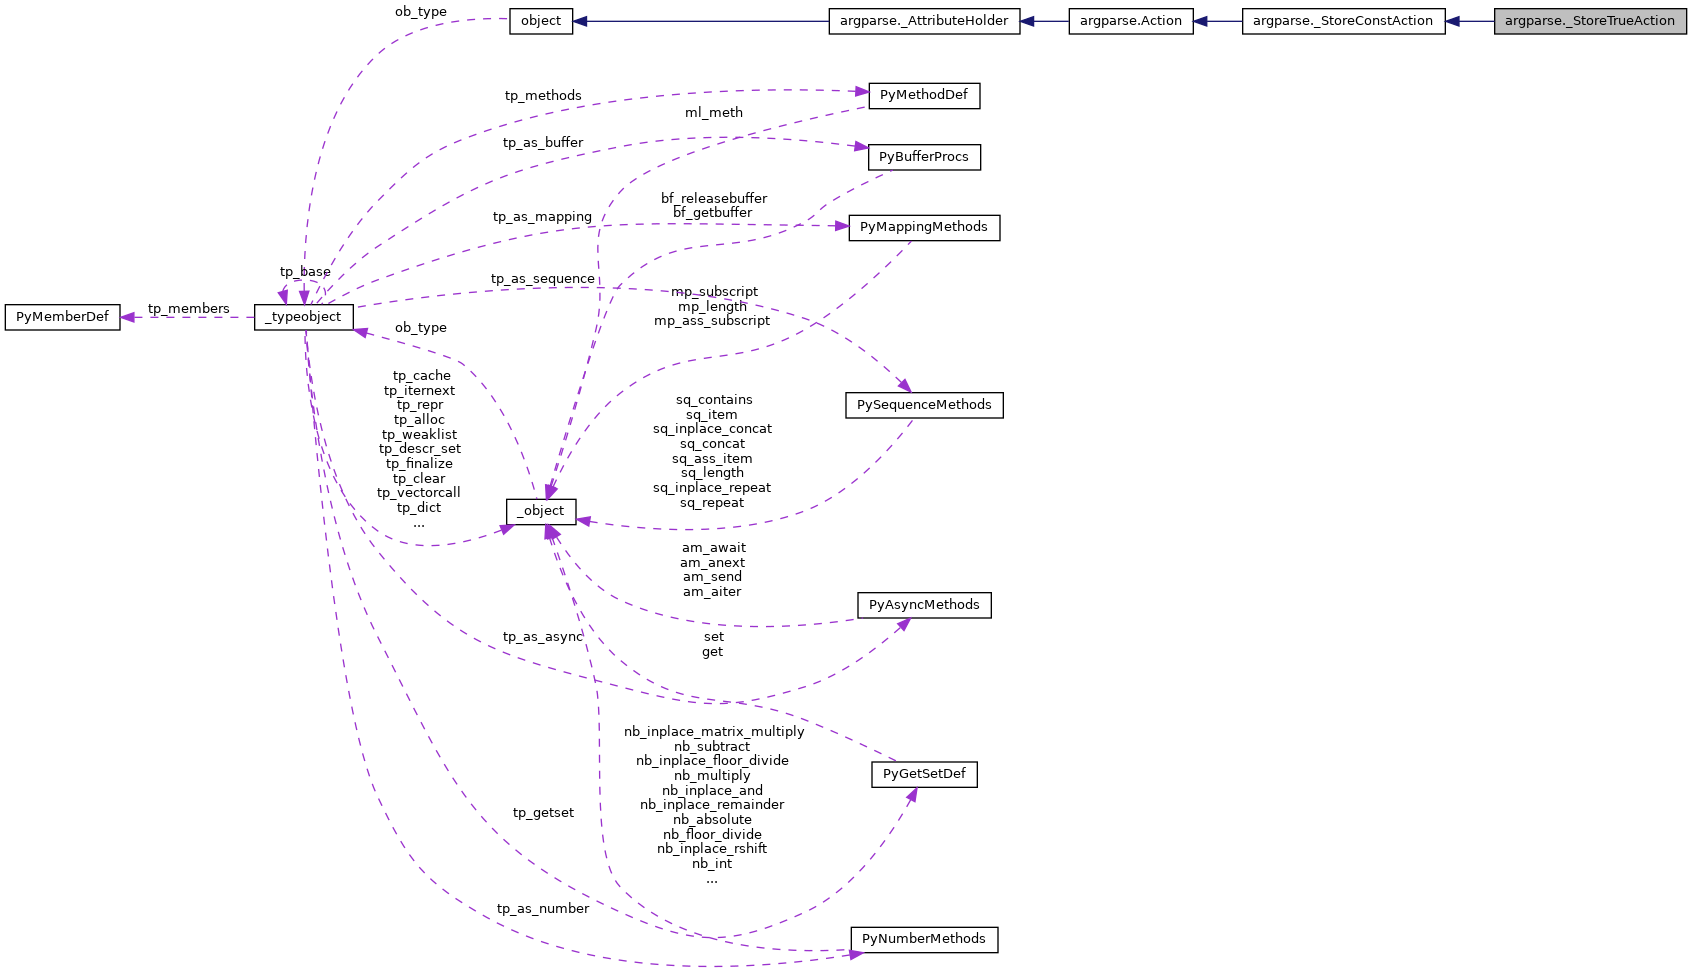 ob_type
object
argparse._AttributeHolder
argparse.Action
argparse._StoreConstAction
argparse._StoreTrueAction
tp_methods
PyMethodDef
ml_meth
tp_as_buffer
PyBufferProcs
bf_releasebuffer
bf_getbuffer
tp_as_mapping
PyMappingMethods
tp_base
tp_as_sequence
mp_subscript
mp_length
mp_ass_subscript
PyMemberDef
tp_members
_typeobject
ob_type
tp_cache
tp_iternext
tp_repr
tp_alloc
tp_weaklist
tp_descr_set
tp_finalize
tp_clear
tp_vectorcall
tp_dict
...
PySequenceMethods
sq_contains
sq_item
sq_inplace_concat
sq_concat
sq_ass_item
sq_length
sq_inplace_repeat
sq_repeat
_object
am_await
am_anext
am_send
am_aiter
PyAsyncMethods
tp_as_async
set
get
nb_inplace_matrix_multiply
nb_subtract
nb_inplace_floor_divide
nb_multiply
nb_inplace_and
nb_inplace_remainder
nb_absolute
nb_floor_divide
nb_inplace_rshift
nb_int
...
PyGetSetDef
tp_getset
tp_as_number
PyNumberMethods